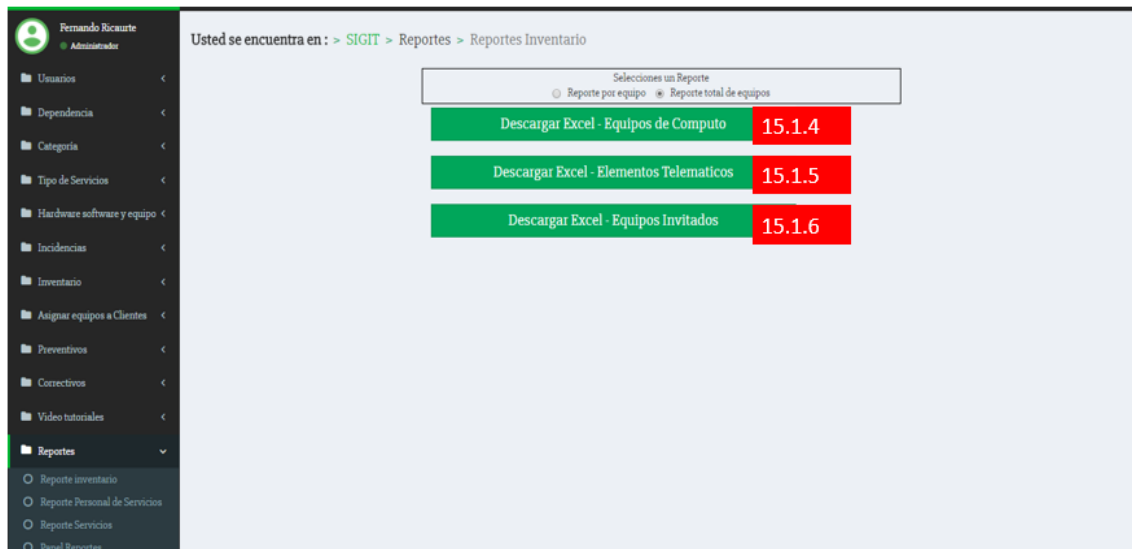 Fernando Ricaurte
Administrador
Usuarios
Dependencia
Categoría
Tipo de Servicios
Hardware software y equipo
Incidencias
Inventario
Asignar equipos a Clientes
Preventivos
Correctivos
Video tutoriales
Reportes
Reporte inventario
Reporte Personal de Servicios
Reporte Servicios
Panel Reportes
Usted se encuentra en : > SIGIT > Reportes > Reportes Inventario
Selecciones un Reporte
Reporte por equipo Reporte total de equipos
Descargar Excel - Equipos de Computo 15.1.4
Descargar Excel - Elementos Telematicos 15.1.5
Descargar Excel - Equipos Invitados 15.1.6